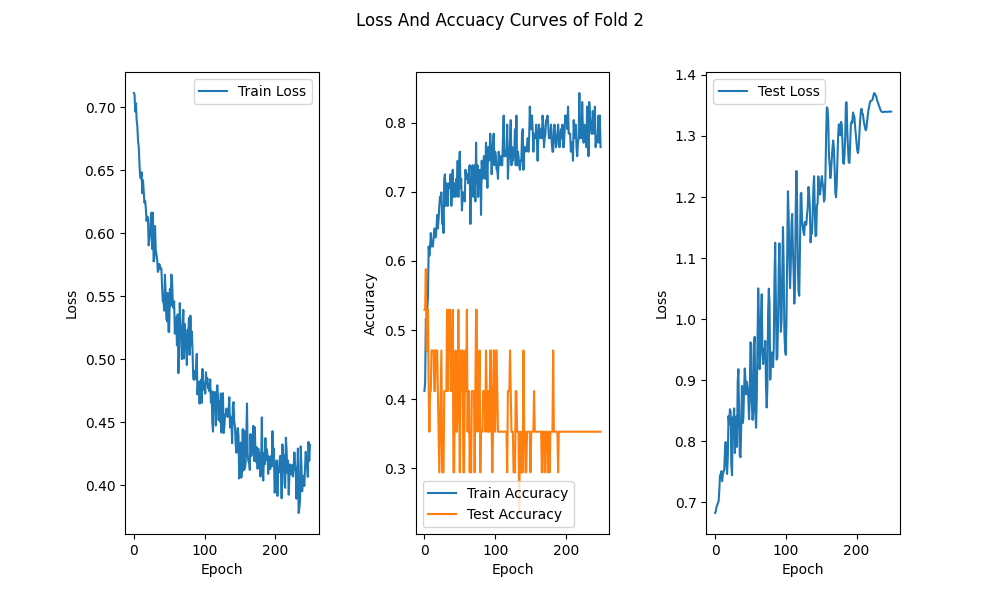 Loss And Accuacy Curves of Fold 2
Loss
0.70
0.65
0.60
0.55
0.50
0.45
0.40
0
100
200
Epoch
Train Loss
Accuracy
0.8
0.7
0.6
0.5
0.4
0.3
0
100
200
Epoch
Train Accuracy
Test Accuracy
Loss
1.4
1.3
1.2
1.1
1.0
0.9
0.8
0.7
0
100
200
Epoch
Test Loss